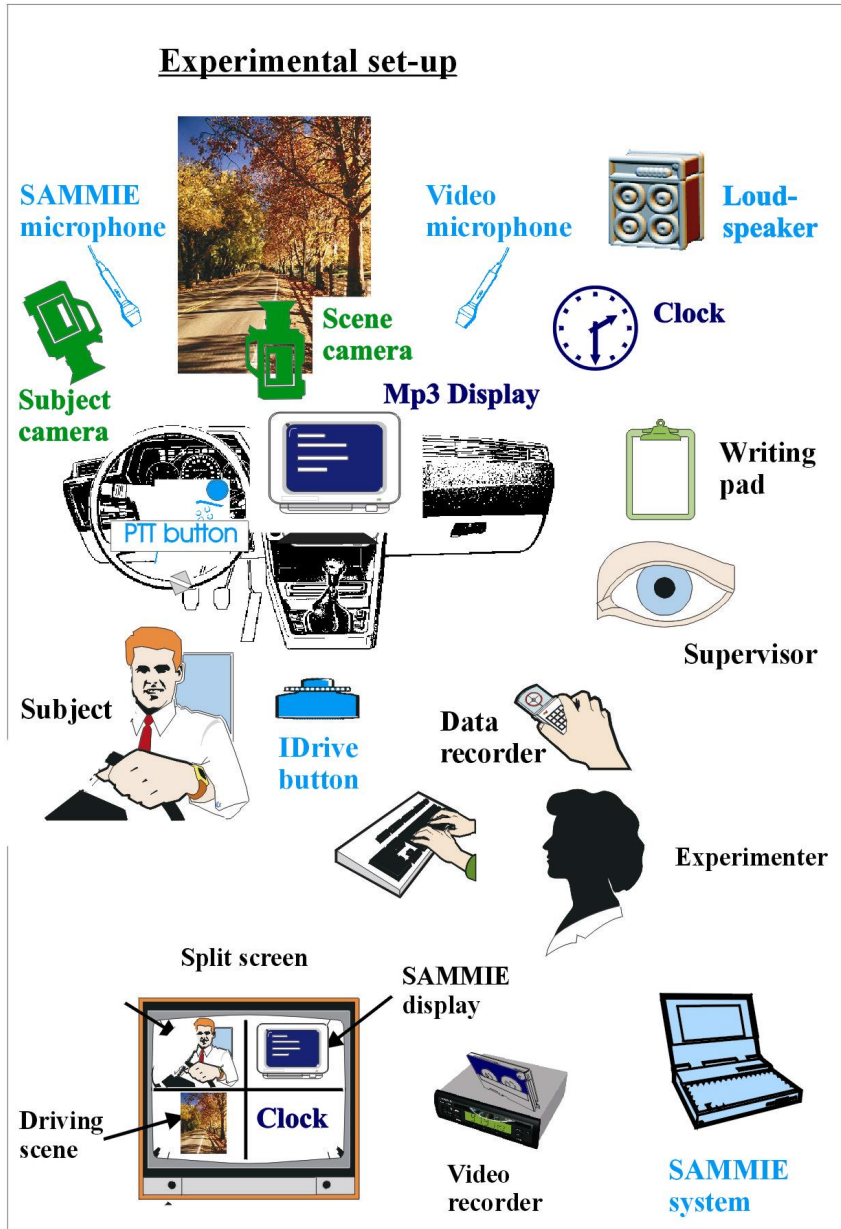 Experimental set-up
SAMMIE
microphone
Video
microphone
Loud-
speaker
Scene
camera
Clock
Subject
camera
Mp3 Display
Writing
pad
PTT button
Supervisor
Subject
IDrive
button
Data
recorder
Experimenter
Split screen
SAMMIE
display
Driving
scene
Clock
Video
recorder
SAMMIE
system